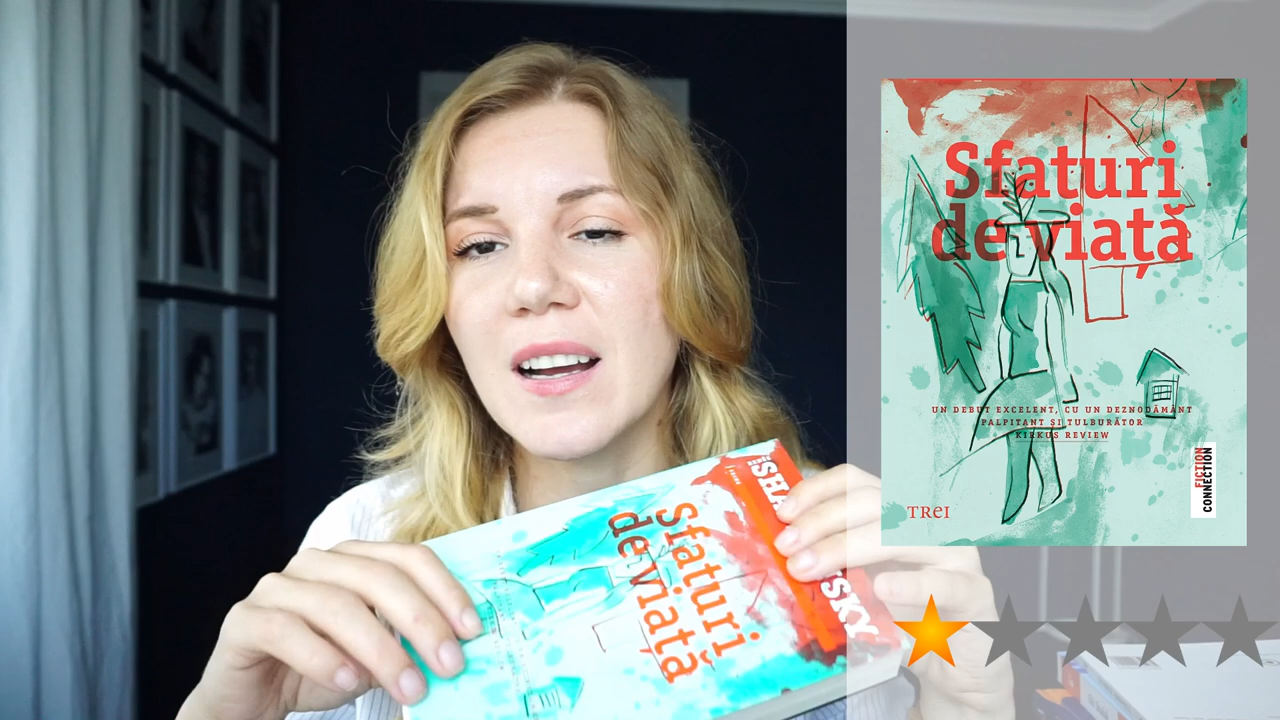 Sfaturi
de viață
UN DEBUT EXCELENT, CU UN DEZNODĂMÂNT
PALPITANT ȘI TULBURĂTOR
KIRKUS REVIEW
TREI
FICTION
CONNECTION
Sfaturi
de viață